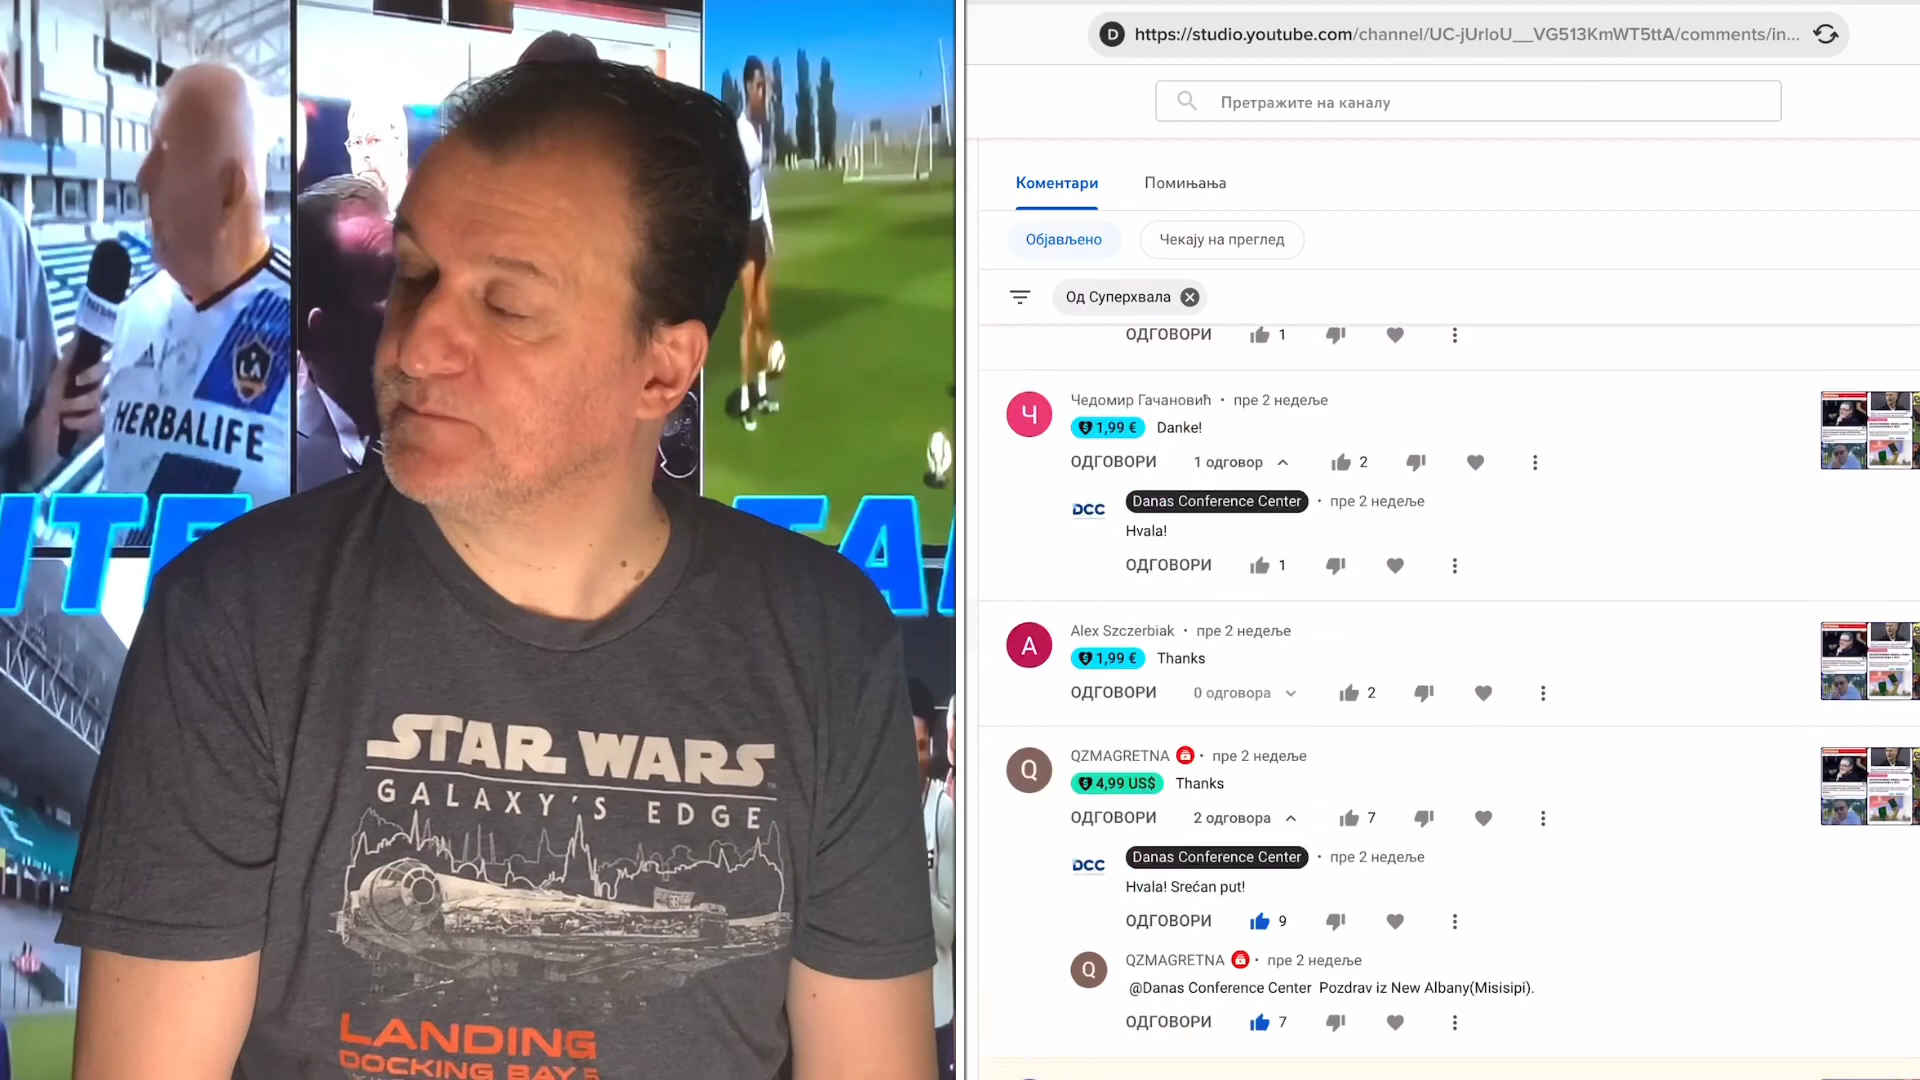 HERBALIFE
LA
STAR WARS
GALAXY'S EDGE
LANDING
DOCKING BAY 5
https://studio.youtube.com/channel/UC-jUrloU__VG513KmWT5ttA/comments/in...
Претражите на каналу
Коментари Помињања
Објављено Чекају на преглед
Од Суперхвала
ОДГОВОРИ 1
Ч Чедомир Гачановић • пре 2 недеље
1,99 € Danke!
ОДГОВОРИ 1 одговор 2
DCC Danas Conference Center • пре 2 недеље
Hvala!
ОДГОВОРИ 1
A Alex Szczerbiak • пре 2 недеље
1,99 € Thanks
ОДГОВОРИ 0 одговора 2
Q QZMAGRETNA • пре 2 недеље
4,99 US$ Thanks
ОДГОВОРИ 2 одговора 7
DCC Danas Conference Center • пре 2 недеље
Hvala! Srećan put!
ОДГОВОРИ 9
Q QZMAGRETNA • пре 2 недеље
@Danas Conference Center Pozdrav iz New Albany(Misisipi).
ОДГОВОРИ 7